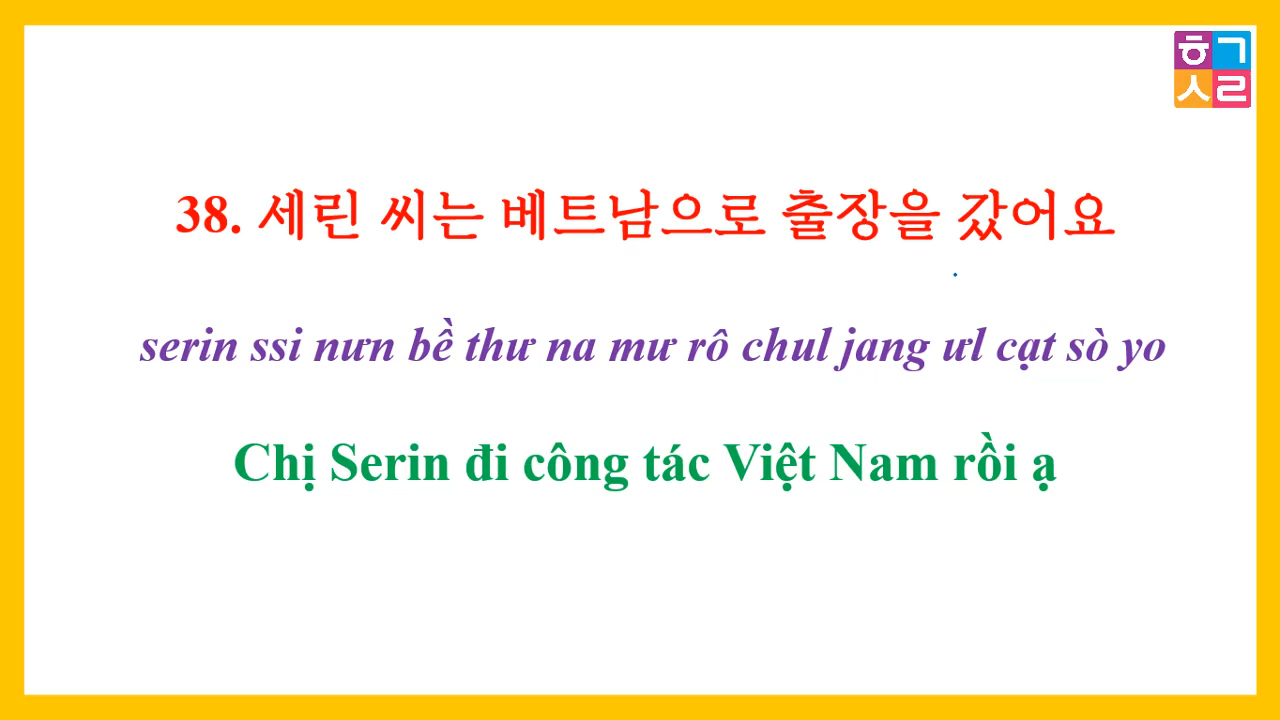 ㅎㄱ
ㅅㄹ
38. 세린 씨는 베트남으로 출장을 갔어요
serin ssi nưn bề thư na mư rô chul jang ưl cạt sò yo
Chị Serin đi công tác Việt Nam rồi ạ